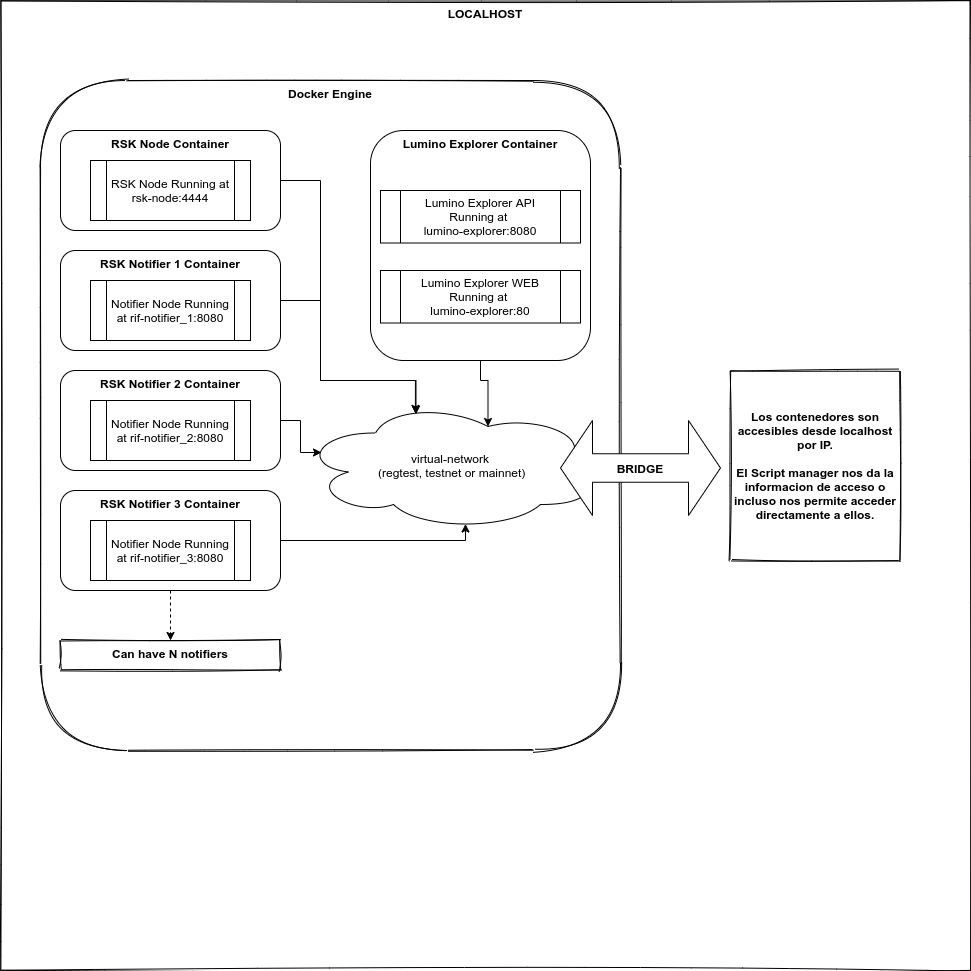 LOCALHOST
Docker Engine
RSK Node Container
RSK Node Running at
rsk-node:4444
RSK Notifier 1 Container
Notifier Node Running
at rif-notifier_1:8080
RSK Notifier 2 Container
Notifier Node Running
at rif-notifier_2:8080
RSK Notifier 3 Container
Notifier Node Running
at rif-notifier_3:8080
Can have N notifiers
Lumino Explorer Container
Lumino Explorer API
Running at
lumino-explorer:8080
Lumino Explorer WEB
Running at
lumino-explorer:80
virtual-network
(regtest, testnet or mainnet)
BRIDGE
Los contenedores son
accesibles desde localhost
por IP.
El Script manager nos da la
informacion de acceso o
incluso nos permite acceder
directamente a ellos.